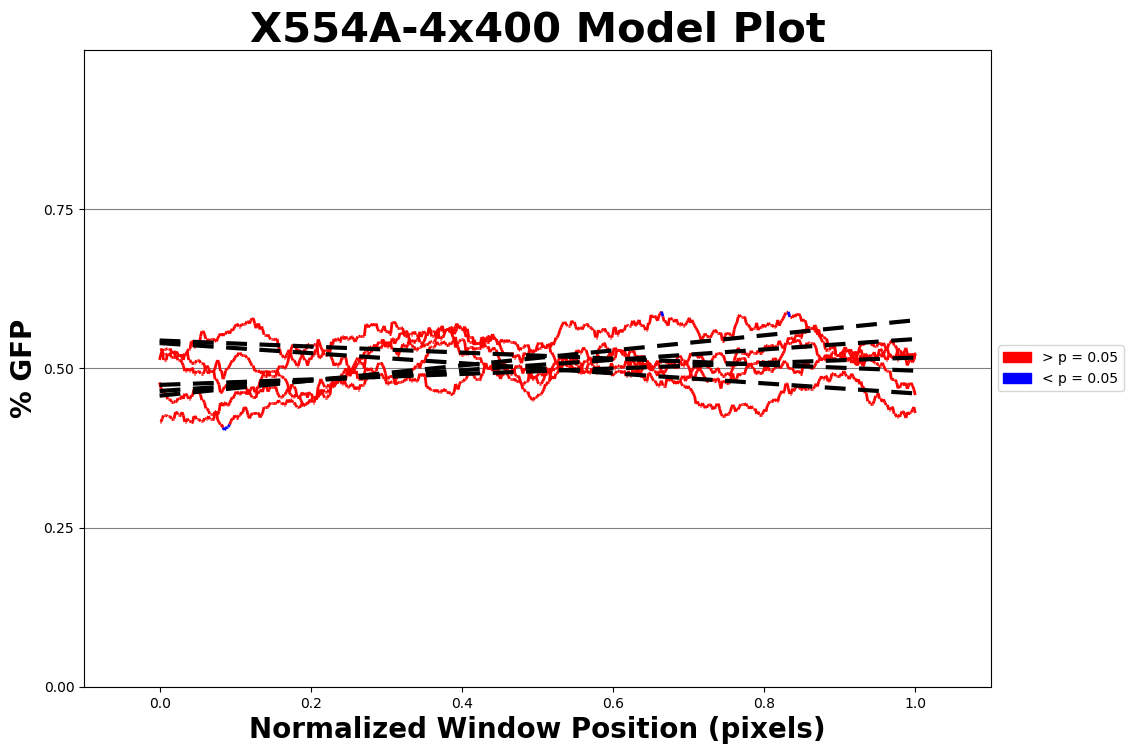 X554A-4x400 Model Plot
% GFP
0.75
0.50
0.25
0.00
0.0 0.2 0.4 0.6 0.8 1.0
Normalized Window Position (pixels)
> p = 0.05
< p = 0.05